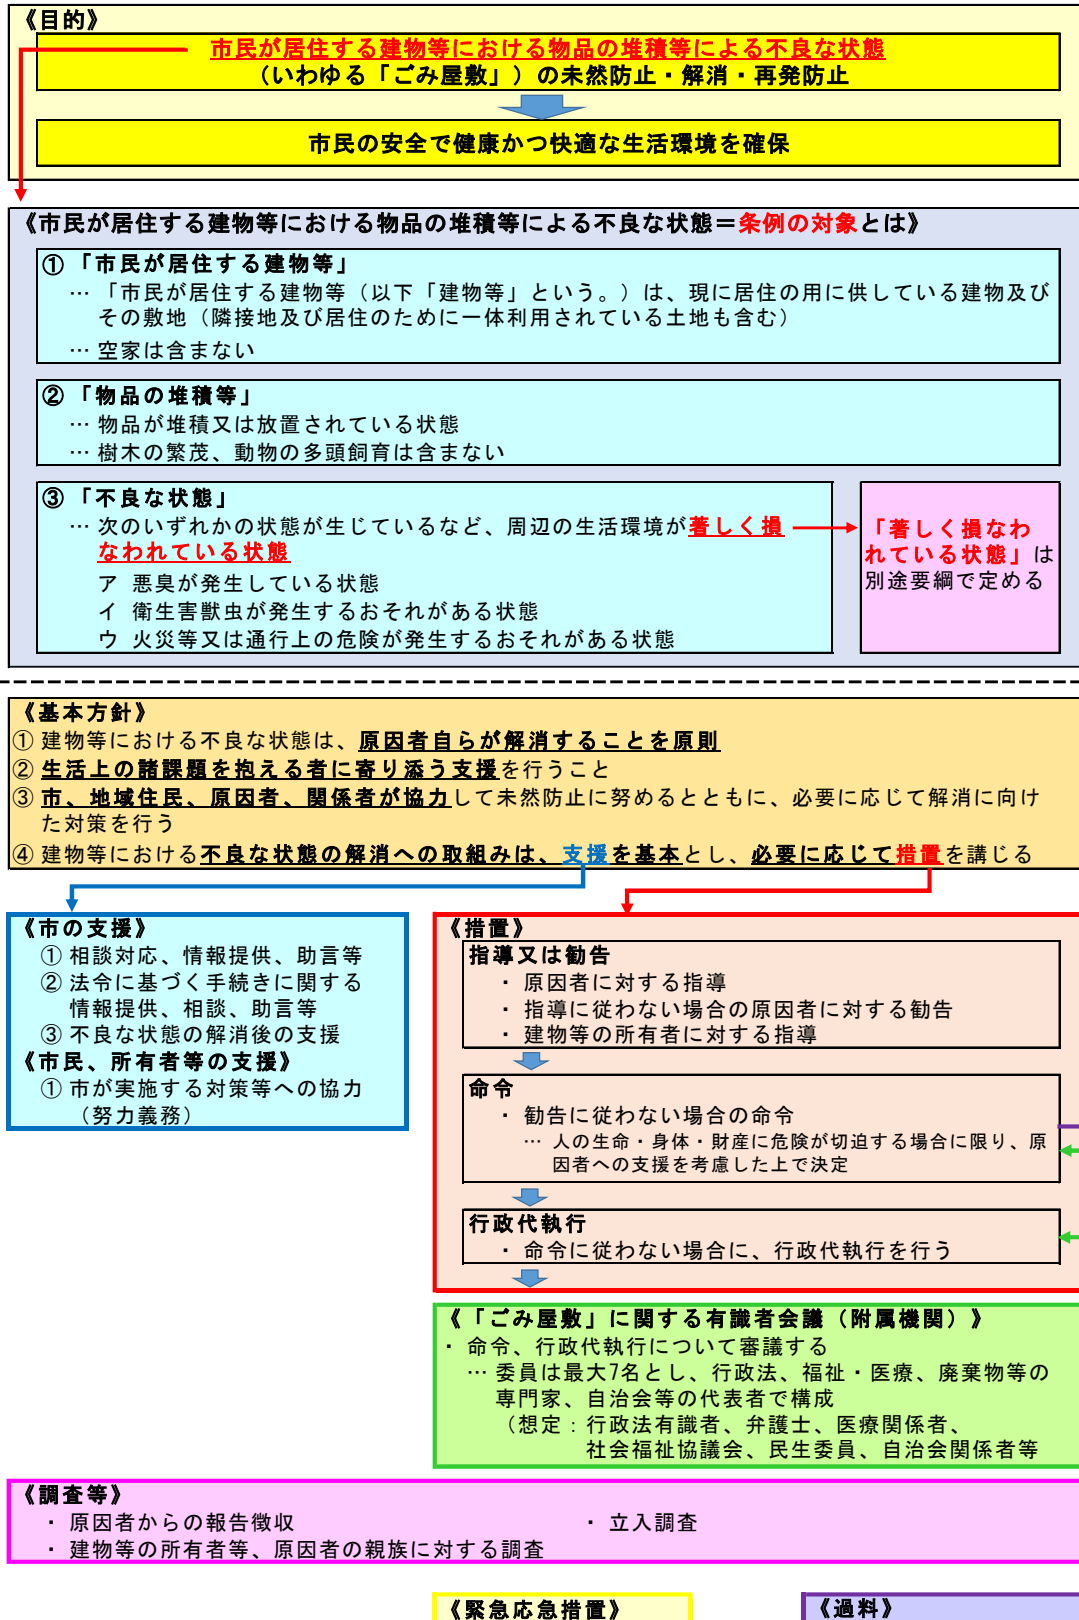 《目的》
市民が居住する建物等における物品の堆積等による不良な状態
（いわゆる「ごみ屋敷」）の未然防止・解消・再発防止
市民の安全で健康かつ快適な生活環境を確保
《市民が居住する建物等における物品の堆積等による不良な状態＝条例の対象とは》
① 「市民が居住する建物等」
… 「市民が居住する建物等（以下「建物等」という。）は、現に居住の用に供している建物及び
その敷地（隣接地及び居住のために一体利用されている土地も含む）
… 空家は含まない
② 「物品の堆積等」
… 物品が堆積又は放置されている状態
… 樹木の繁茂、動物の多頭飼育は含まない
③ 「不良な状態」
… 次のいずれかの状態が生じているなど、周辺の生活環境が著しく損
なわれている状態
ア 悪臭が発生している状態
イ 衛生害獣虫が発生するおそれがある状態
ウ 火災等又は通行上の危険が発生するおそれがある状態
「著しく損なわ
れている状態」は
別途要綱で定める
《基本方針》
① 建物等における不良な状態は、原因者自らが解消することを原則
② 生活上の諸課題を抱える者に寄り添う支援を行うこと
③ 市、地域住民、原因者、関係者が協力して未然防止に努めるとともに、必要に応じて解消に向け
た対策を行う
④ 建物等における不良な状態の解消への取組みは、支援を基本とし、必要に応じて措置を講じる
《市の支援》
① 相談対応、情報提供、助言等
② 法令に基づく手続きに関する
情報提供、相談、助言等
③ 不良な状態の解消後の支援
《市民、所有者等の支援》
① 市が実施する対策等への協力
（努力義務）
《措置》
指導又は勧告
・ 原因者に対する指導
・ 指導に従わない場合の原因者に対する勧告
・ 建物等の所有者に対する指導
命令
・ 勧告に従わない場合の命令
… 人の生命・身体・財産に危険が切迫する場合に限り、原
因者への支援を考慮した上で決定
行政代執行
・ 命令に従わない場合に、行政代執行を行う
《「ごみ屋敷」に関する有識者会議（附属機関）》
・ 命令、行政代執行について審議する
… 委員は最大7名とし、行政法、福祉・医療、廃棄物等の
専門家、自治会等の代表者で構成
（想定：行政法有識者、弁護士、医療関係者、
社会福祉協議会、民生委員、自治会関係者等
《調査等》
・ 原因者からの報告徴収 ・ 立入調査
・ 建物等の所有者等、原因者の親族に対する調査
《緊急応急措置》
《過料》